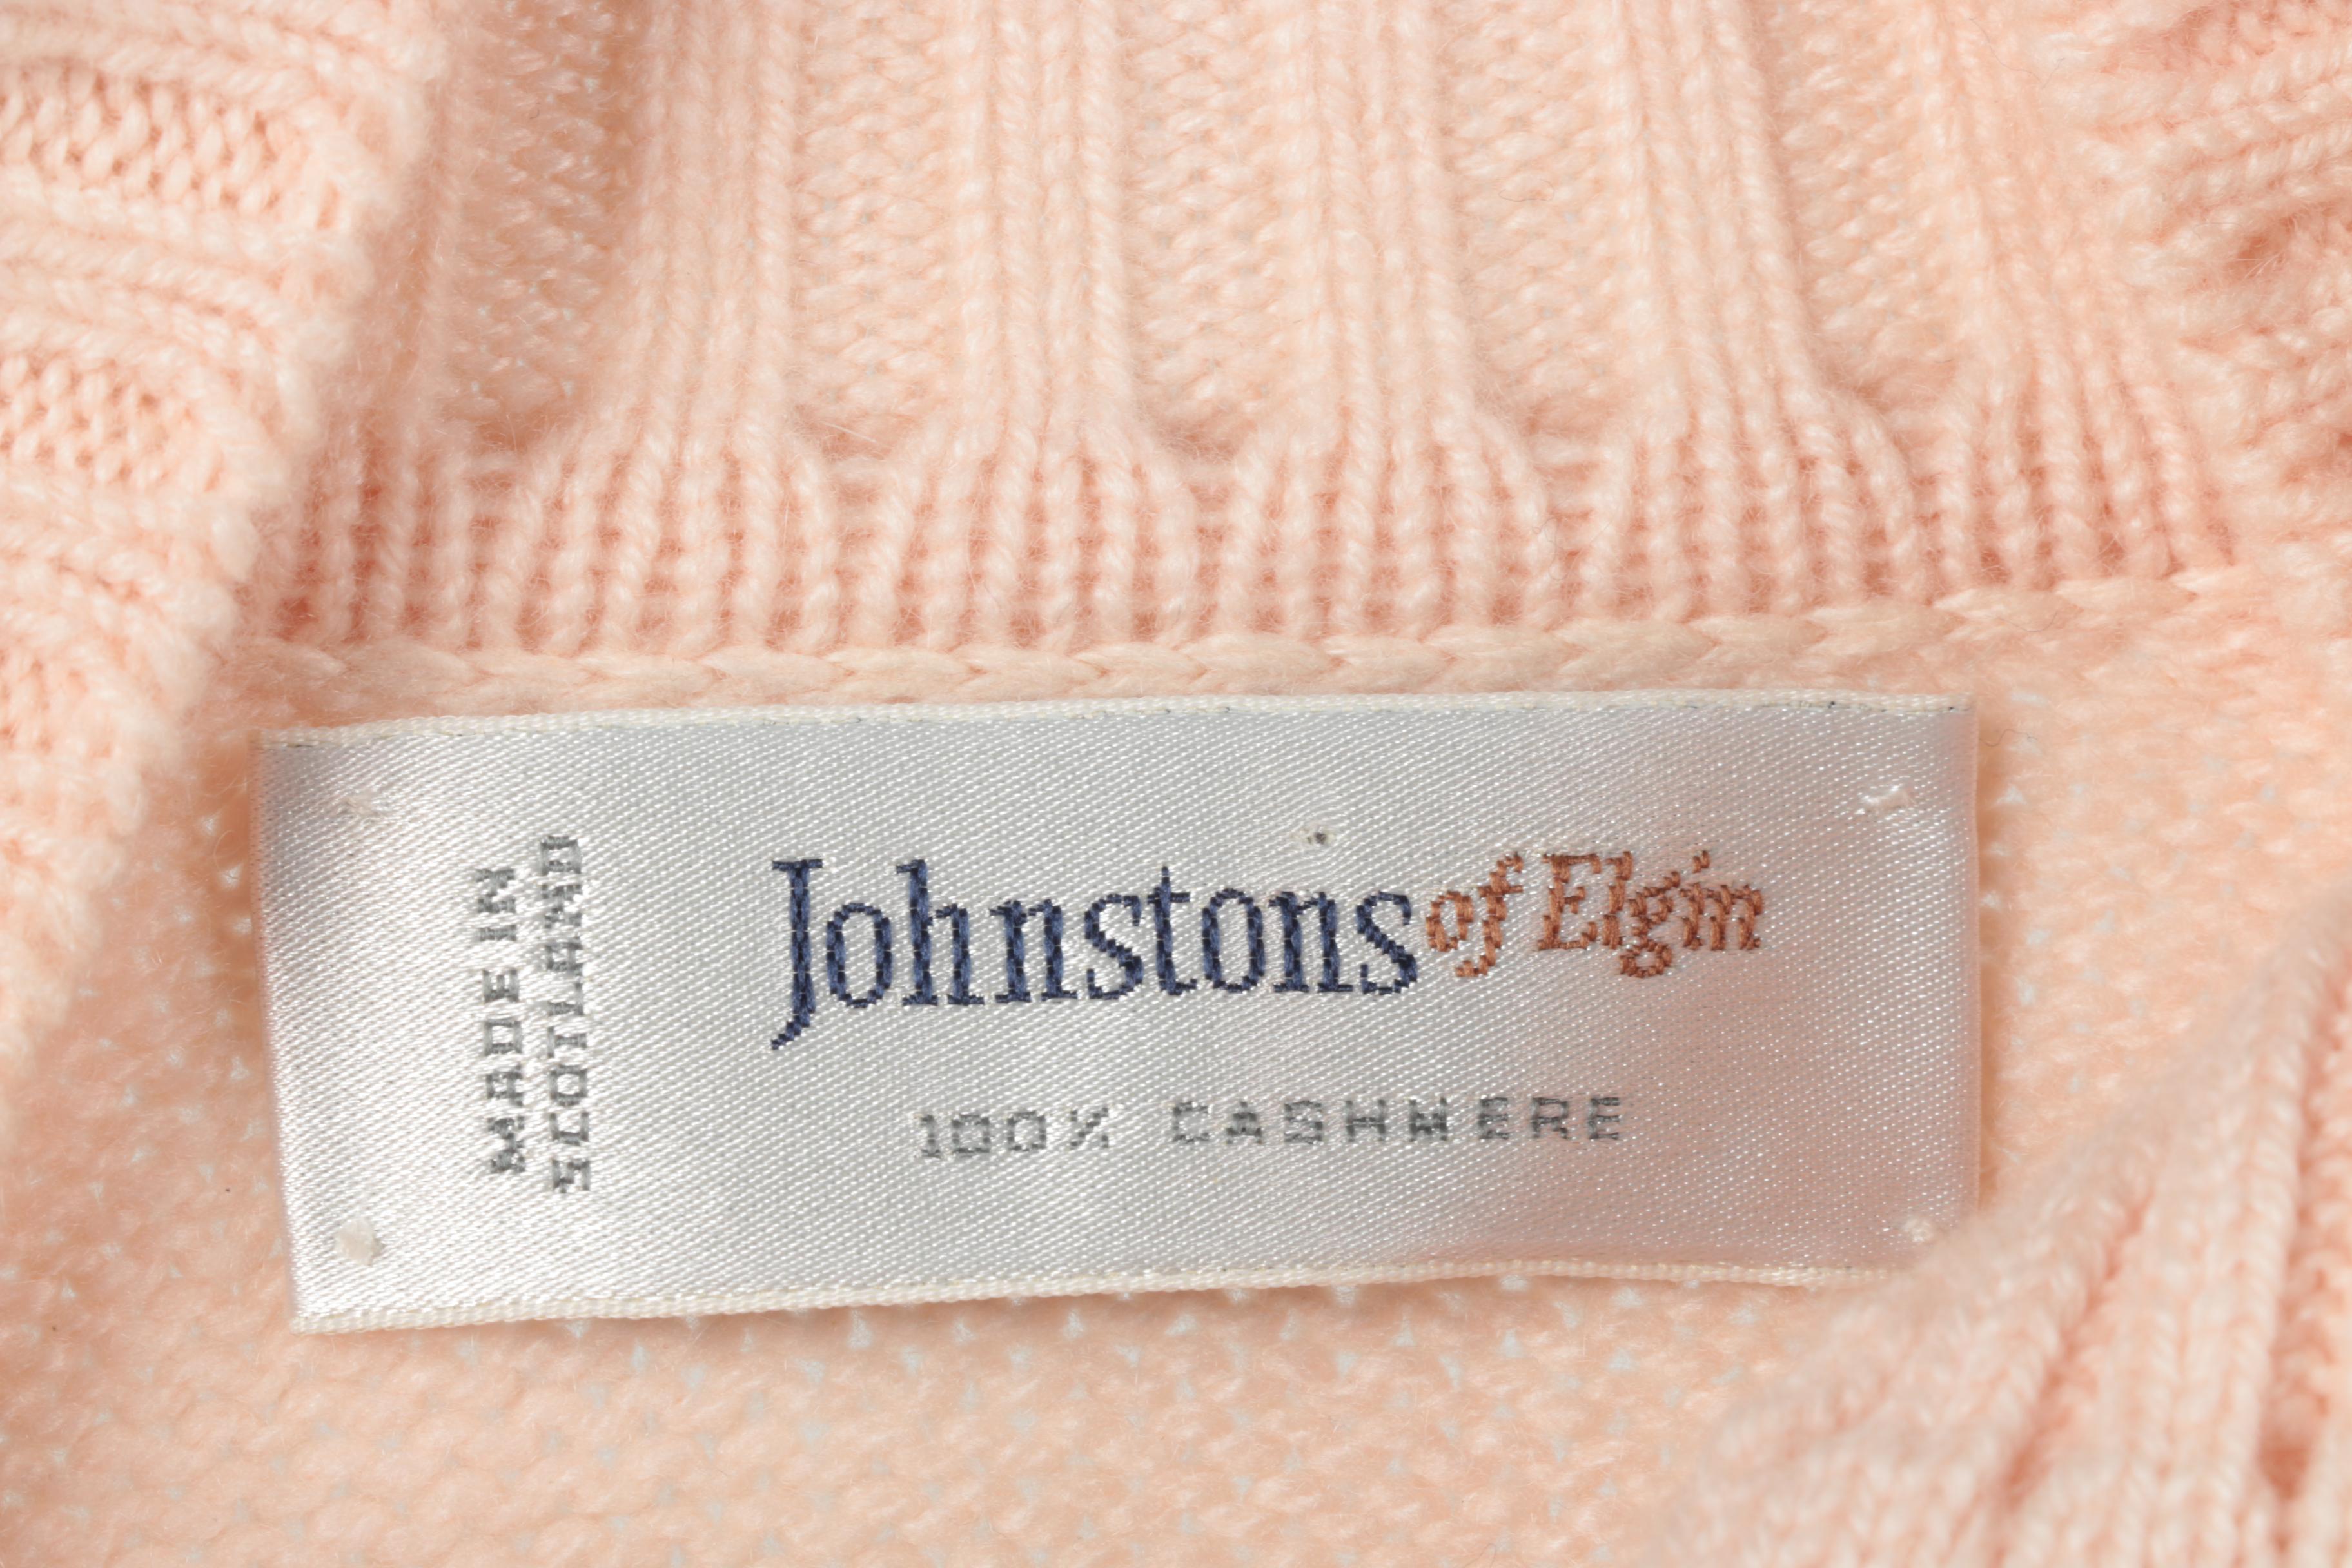 MADE IN
SCOTLAND
Johnstons of Elgin
100% CASHMERE